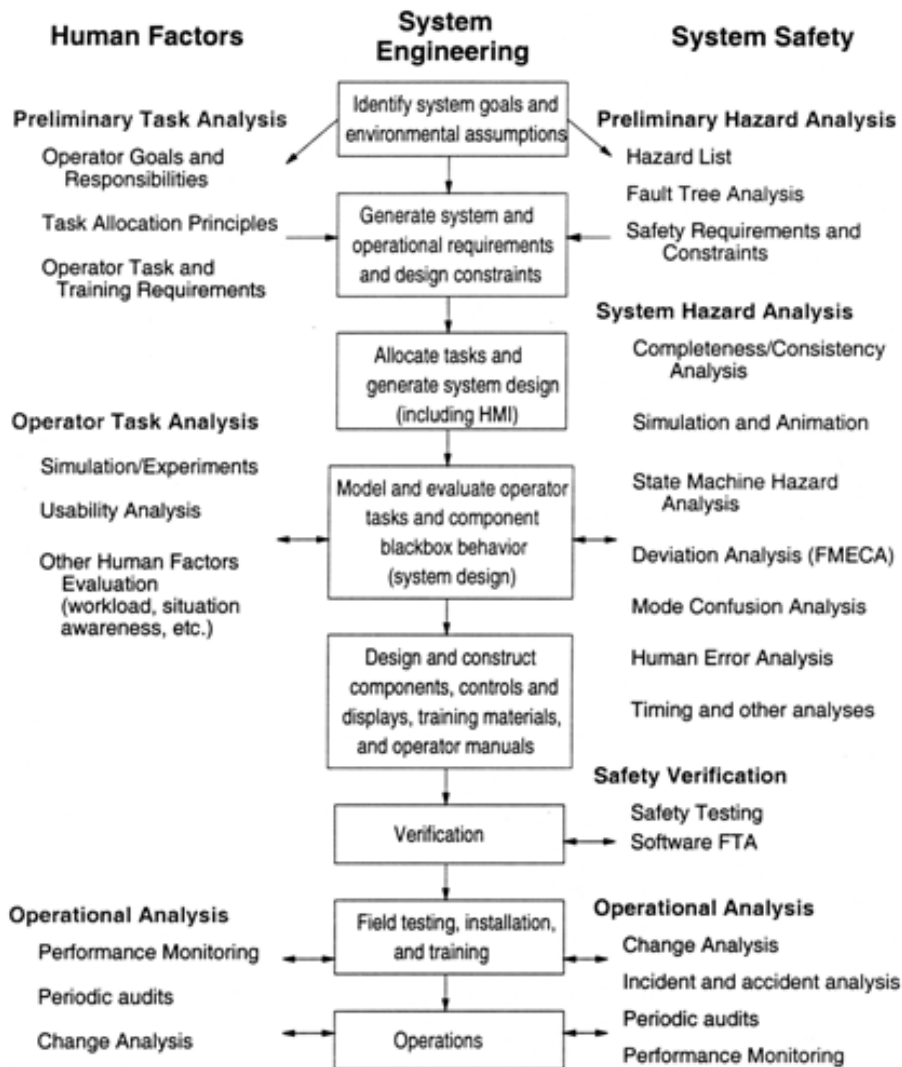 Human Factors
System
Engineering
System Safety
Identify system goals and
environmental assumptions
Preliminary Task Analysis
Operator Goals and
Responsibilities
Task Allocation Principles
Operator Task and
Training Requirements
Preliminary Hazard Analysis
Hazard List
Fault Tree Analysis
Safety Requirements and
Constraints
Generate system and
operational requirements
and design constraints
Allocate tasks and
generate system design
(including HMI)
System Hazard Analysis
Completeness/Consistency
Analysis
Simulation and Animation
State Machine Hazard
Analysis
Deviation Analysis (FMECA)
Mode Confusion Analysis
Human Error Analysis
Timing and other analyses
Operator Task Analysis
Simulation/Experiments
Usability Analysis
Other Human Factors
Evaluation
(workload, situation
awareness, etc.)
Model and evaluate operator
tasks and component
blackbox behavior
(system design)
Design and construct
components, controls and
displays, training materials,
and operator manuals
Safety Verification
Safety Testing
Software FTA
Verification
Operational Analysis
Performance Monitoring
Periodic audits
Change Analysis
Field testing, installation,
and training
Operations
Operational Analysis
Change Analysis
Incident and accident analysis
Periodic audits
Performance Monitoring